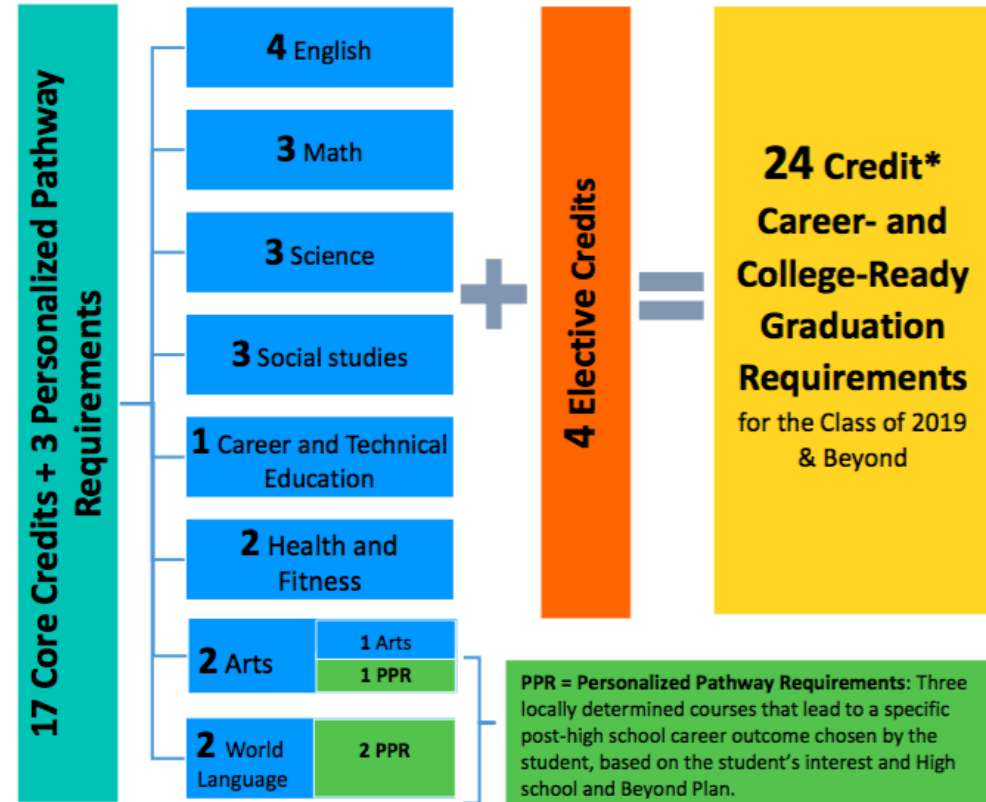 17 Core Credits + 3 Personalized Pathway
Requirements
4 English
3 Math
3 Science
3 Social studies
1 Career and Technical
Education
2 Health and
Fitness
2 Arts
1 Arts
1 PPR
2 World
Language
2 PPR
+
4 Elective Credits
=
24 Credit*
Career- and
College-Ready
Graduation
Requirements
for the Class of 2019
& Beyond
PPR = Personalized Pathway Requirements: Three
locally determined courses that lead to a specific
post-high school career outcome chosen by the
student, based on the student's interest and High
school and Beyond Plan.